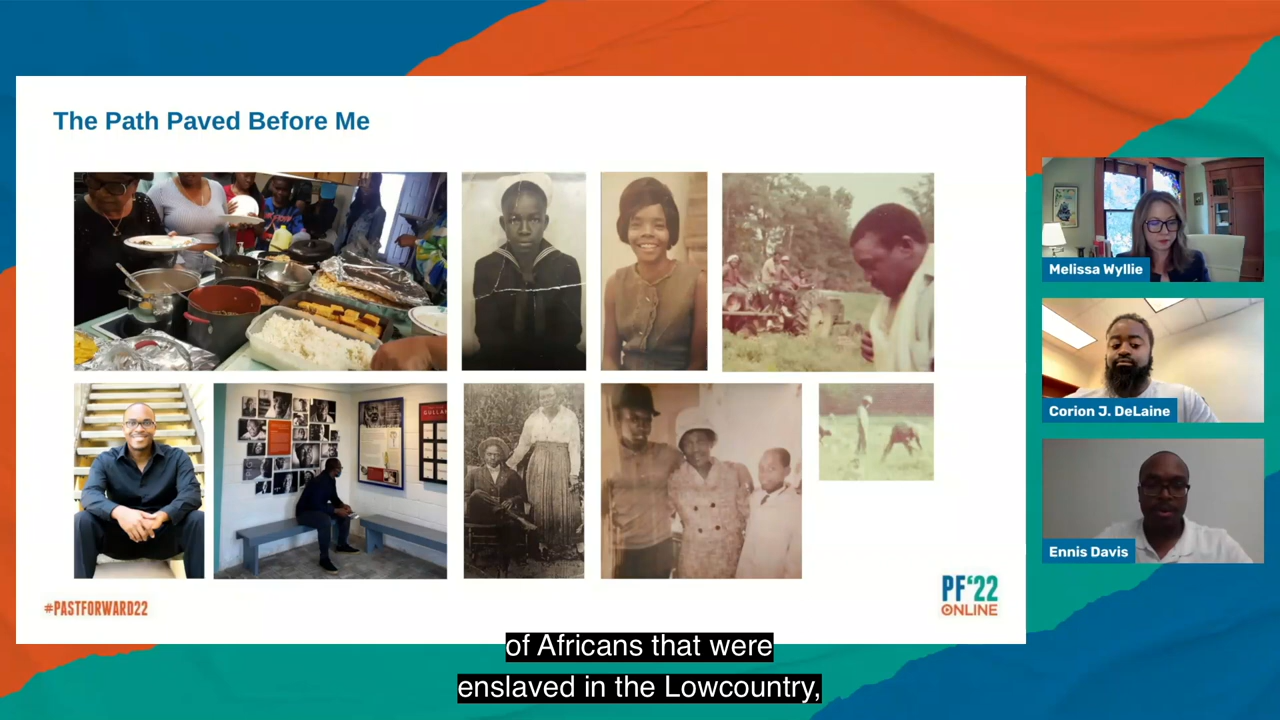 The Path Paved Before Me
GULLAH
#PASTFORWARD22
PF‘22
ONLINE
Melissa Wyllie
Corion J. DeLaine
Ennis Davis
of Africans that were
enslaved in the Lowcountry,